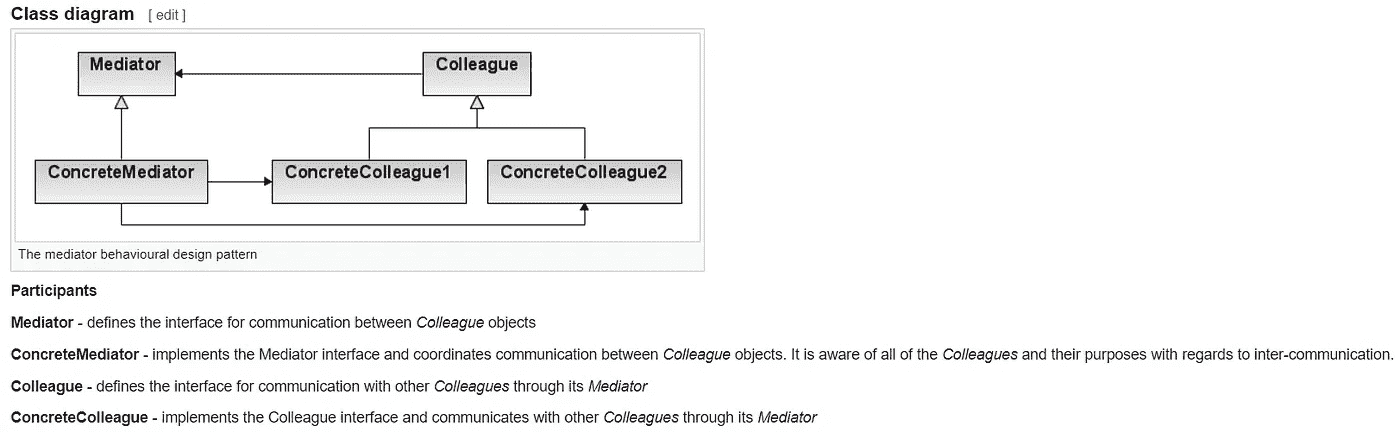 Class diagram [ edit ]
Mediator
Colleague
ConcreteMediator
ConcreteColleague1
ConcreteColleague2
The mediator behavioural design pattern
Participants
Mediator - defines the interface for communication between Colleague objects
ConcreteMediator - implements the Mediator interface and coordinates communication between Colleague objects. It is aware of all of the Colleagues and their purposes with regards to inter-communication.
Colleague - defines the interface for communication with other Colleagues through its Mediator
ConcreteColleague - implements the Colleague interface and communicates with other Colleagues through its Mediator